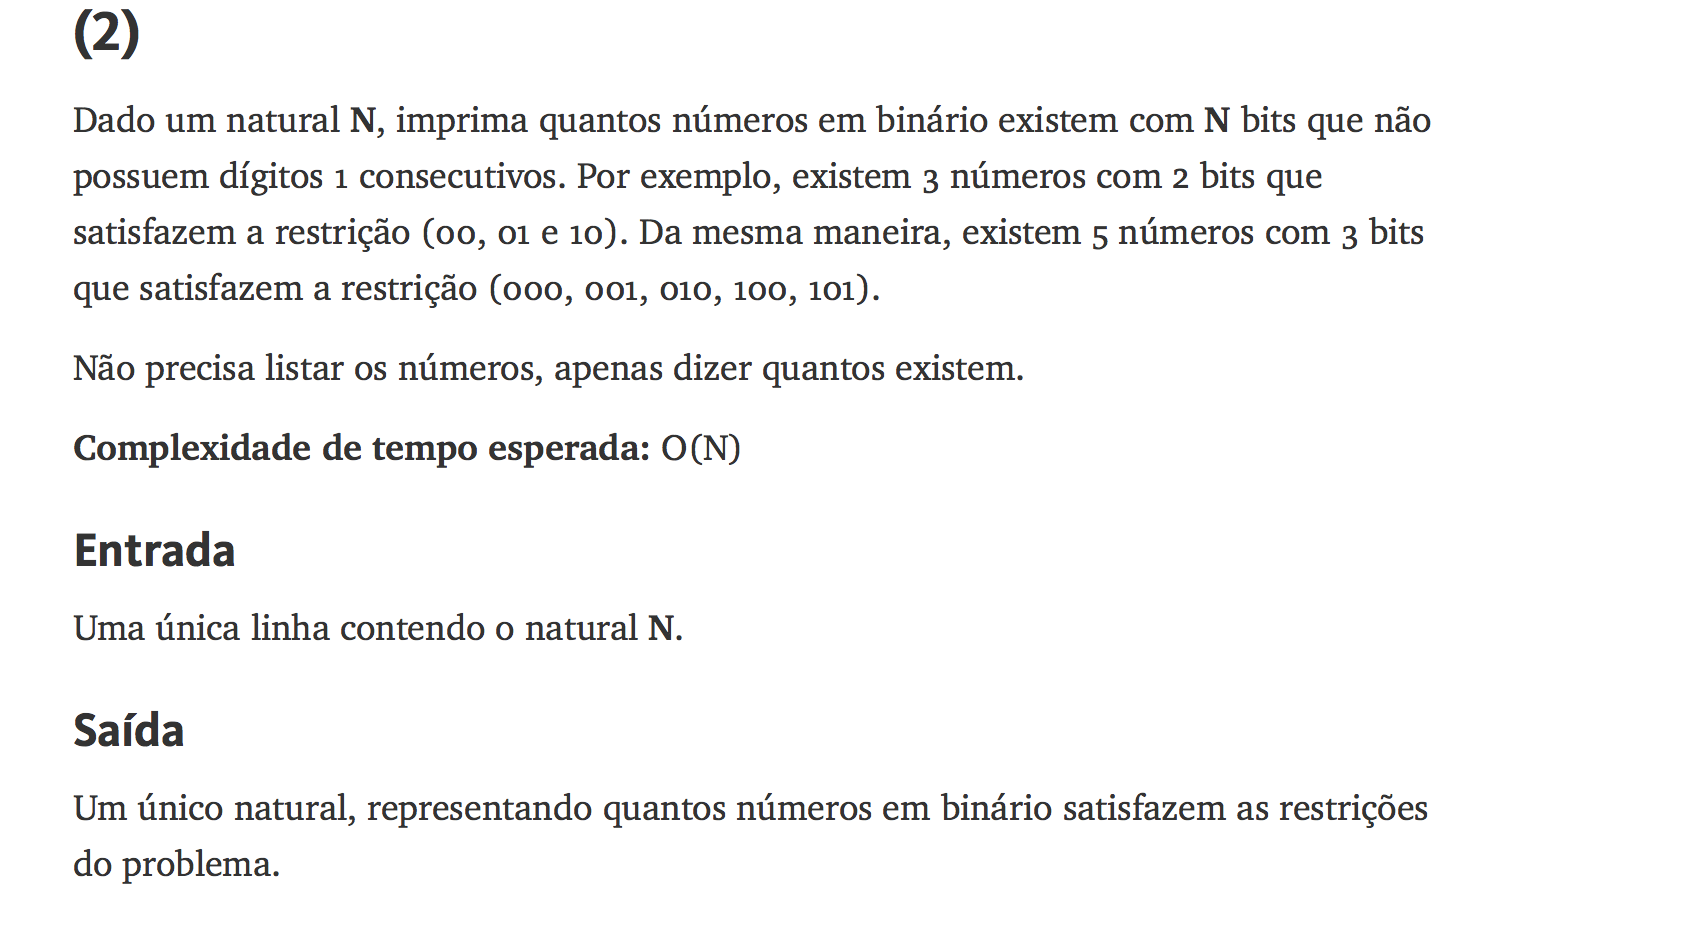 (2)
Dado um natural N, imprima quantos números em binário existem com N bits que não
possuem dígitos 1 consecutivos. Por exemplo, existem 3 números com 2 bits que
satisfazem a restrição (00, 01 e 10). Da mesma maneira, existem 5 números com 3 bits
que satisfazem a restrição (000, 001, 010, 100, 101).
Não precisa listar os números, apenas dizer quantos existem.
Complexidade de tempo esperada: O(N)
Entrada
Uma única linha contendo o natural N.
Saída
Um único natural, representando quantos números em binário satisfazem as restrições
do problema.